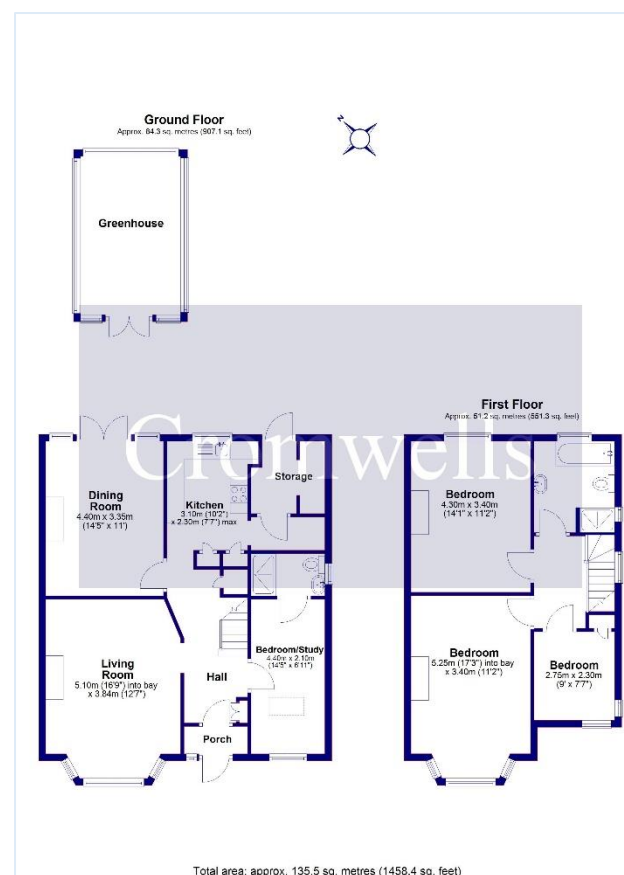 Ground Floor
Approx. 84.3 sq. metres (907.1 sq. feet)
N
Greenhouse
First Floor
Approx. 51.2 sq. metres (551.3 sq. feet)
Cromwells
Storage
Dining
Room
4.40m x 3.35m
(14'5" x 11')
Kitchen
3.10m (10'2")
x 2.30m (7'7") max
Bedroom
4.30m x 3.40m
(14'1" x 11'2")
Living
Room
5.10m (16'9") into bay
x 3.84m (12'7")
Hall
Bedroom/Study
4.40m x 2.10m
(14'5" x 6'11")
Porch
Bedroom
5.25m (17'3") into bay
x 3.40m (11'2")
Bedroom
2.75m x 2.30m
(9' x 7'7")
Total area: approx. 135.5 sq. metres (1458.4 sq. feet)